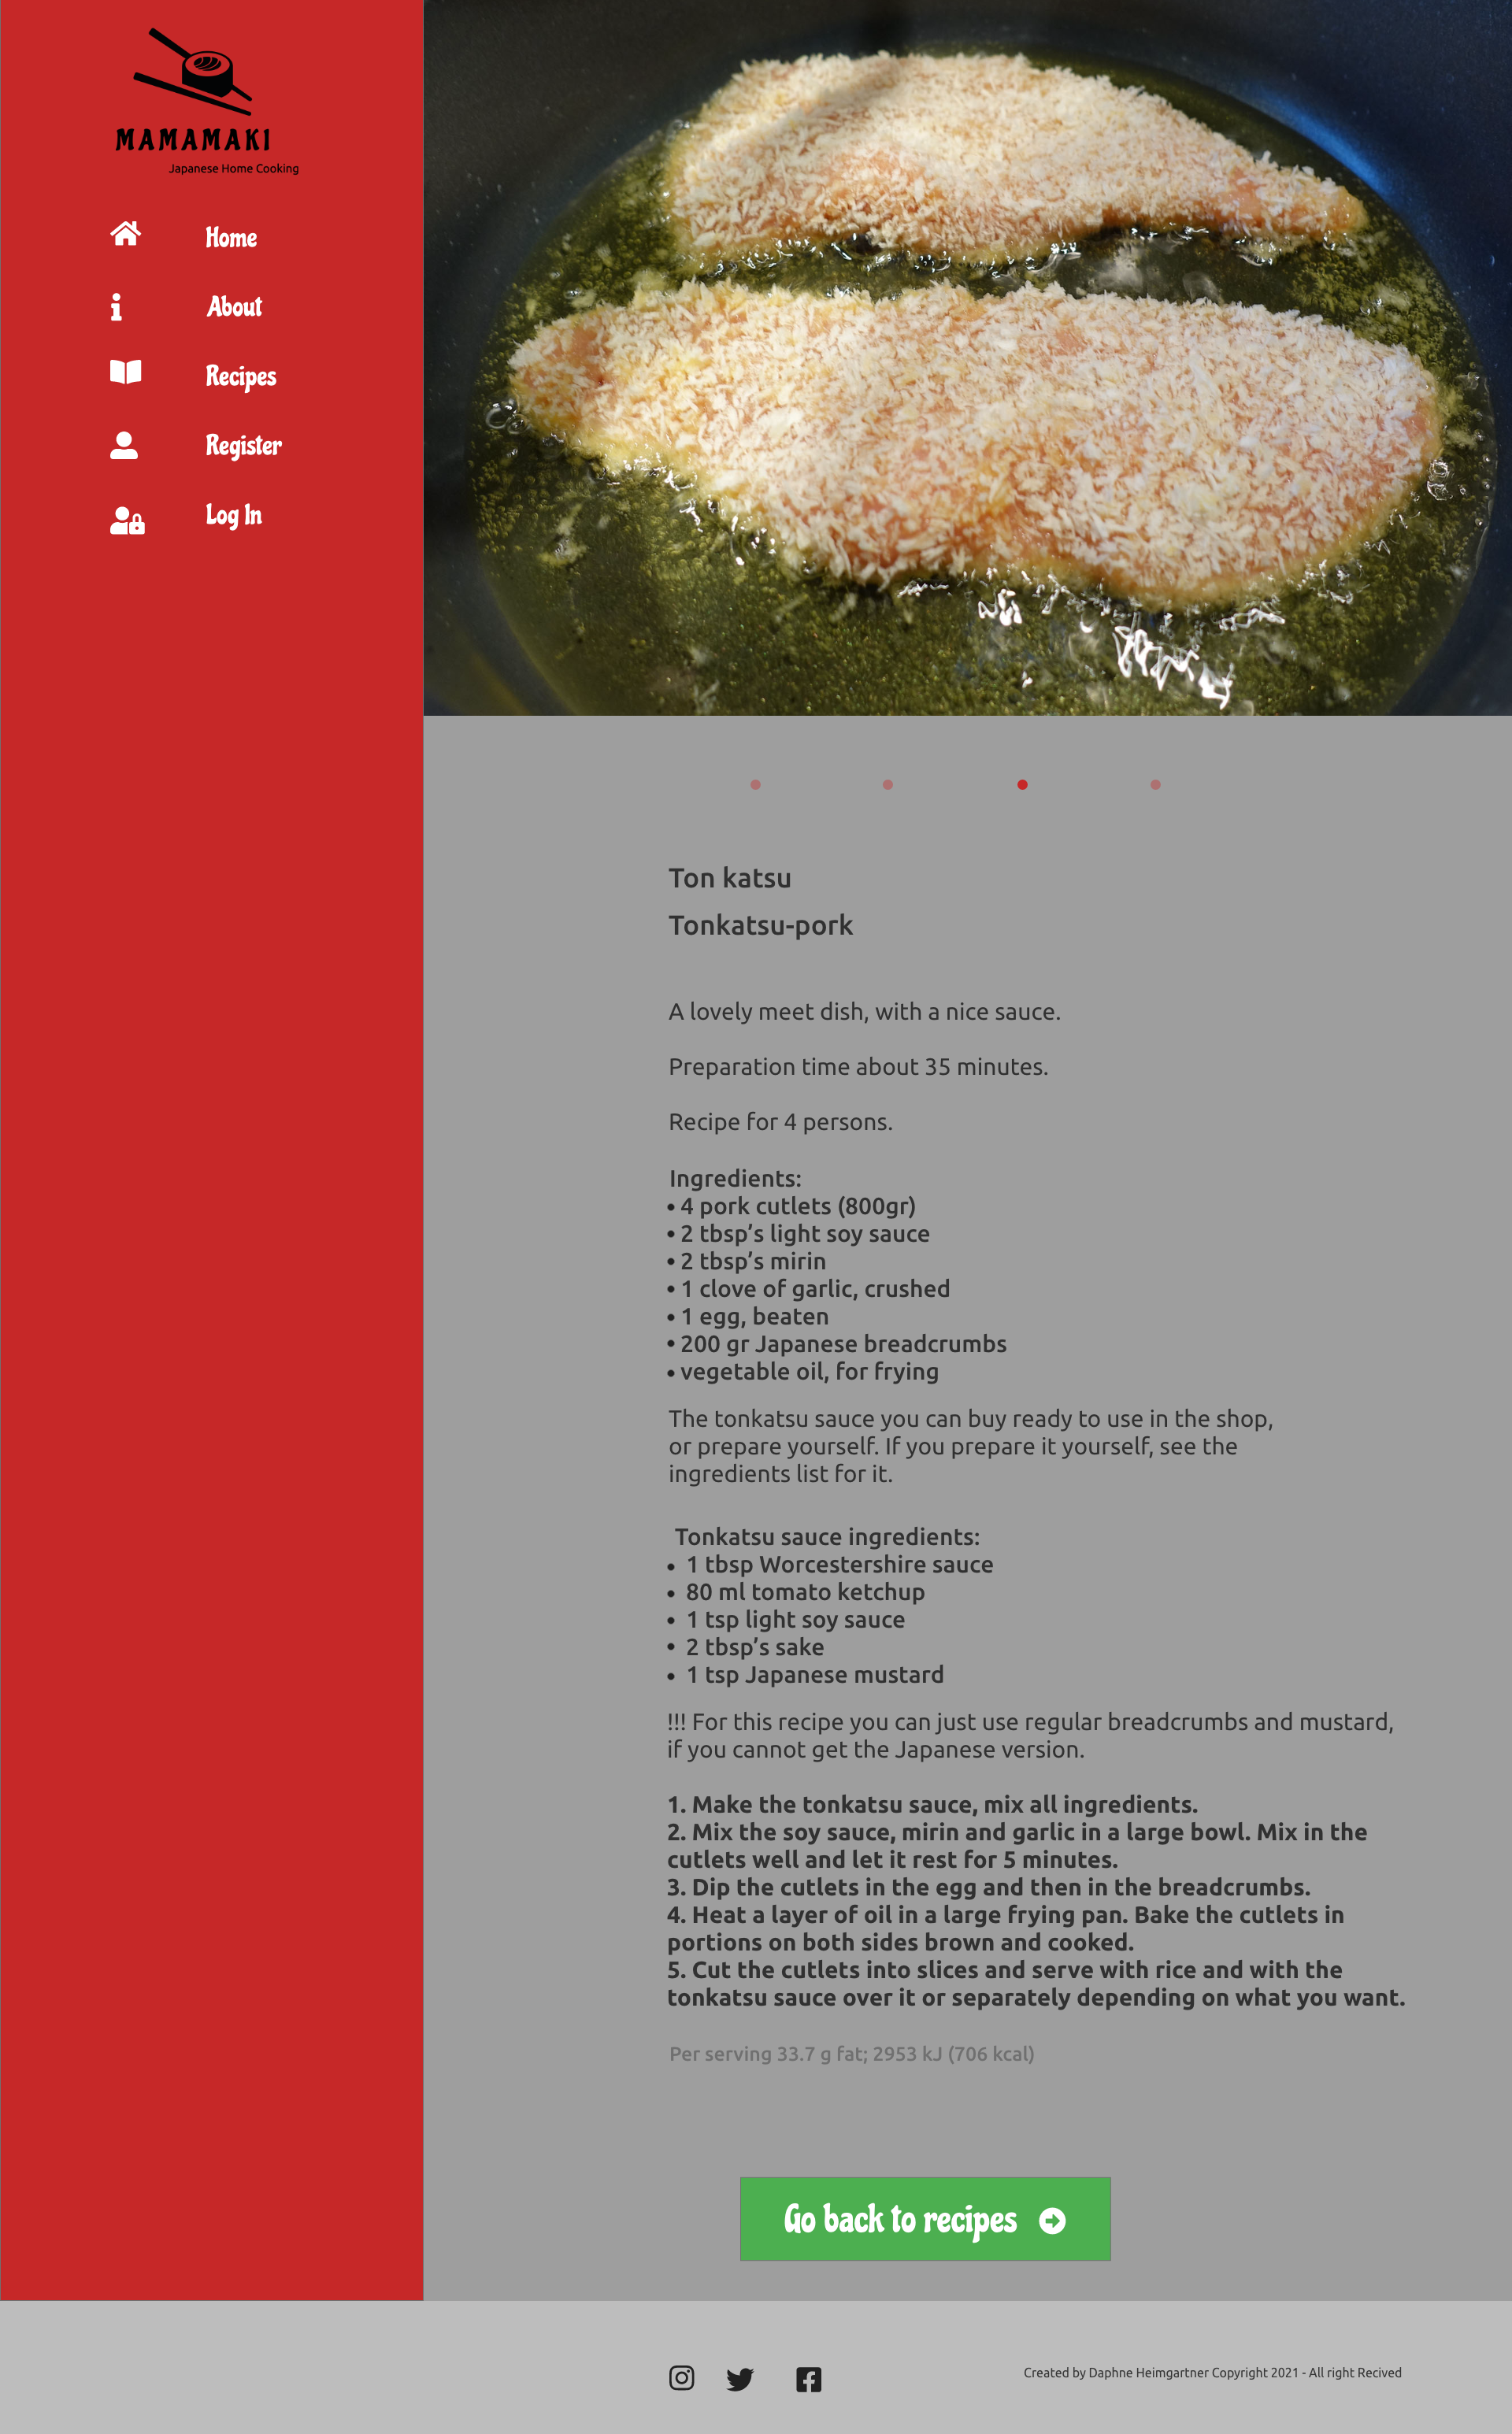 MAMAMAKI
Japanese Home Cooking
Home
About
Recipes
Register
Log In
Ton katsu
Tonkatsu-pork
A lovely meet dish, with a nice sauce.
Preparation time about 35 minutes.
Recipe for 4 persons.
Ingredients:
• 4 pork cutlets (800gr)
• 2 tbsp’s light soy sauce
• 2 tbsp’s mirin
• 1 clove of garlic, crushed
• 1 egg, beaten
• 200 gr Japanese breadcrumbs
• vegetable oil, for frying
The tonkatsu sauce you can buy ready to use in the shop,
or prepare yourself. If you prepare it yourself, see the
ingredients list for it.
Tonkatsu sauce ingredients:
• 1 tbsp Worcestershire sauce
• 80 ml tomato ketchup
• 1 tsp light soy sauce
• 2 tbsp’s sake
• 1 tsp Japanese mustard
!!! For this recipe you can just use regular breadcrumbs and mustard,
if you cannot get the Japanese version.
1. Make the tonkatsu sauce, mix all ingredients.
2. Mix the soy sauce, mirin and garlic in a large bowl. Mix in the
cutlets well and let it rest for 5 minutes.
3. Dip the cutlets in the egg and then in the breadcrumbs.
4. Heat a layer of oil in a large frying pan. Bake the cutlets in
portions on both sides brown and cooked.
5. Cut the cutlets into slices and serve with rice and with the
tonkatsu sauce over it or separately depending on what you want.
Per serving 33.7 g fat; 2953 kJ (706 kcal)
Go back to recipes
Created by Daphne Heimgartner Copyright 2021 - All right Recived